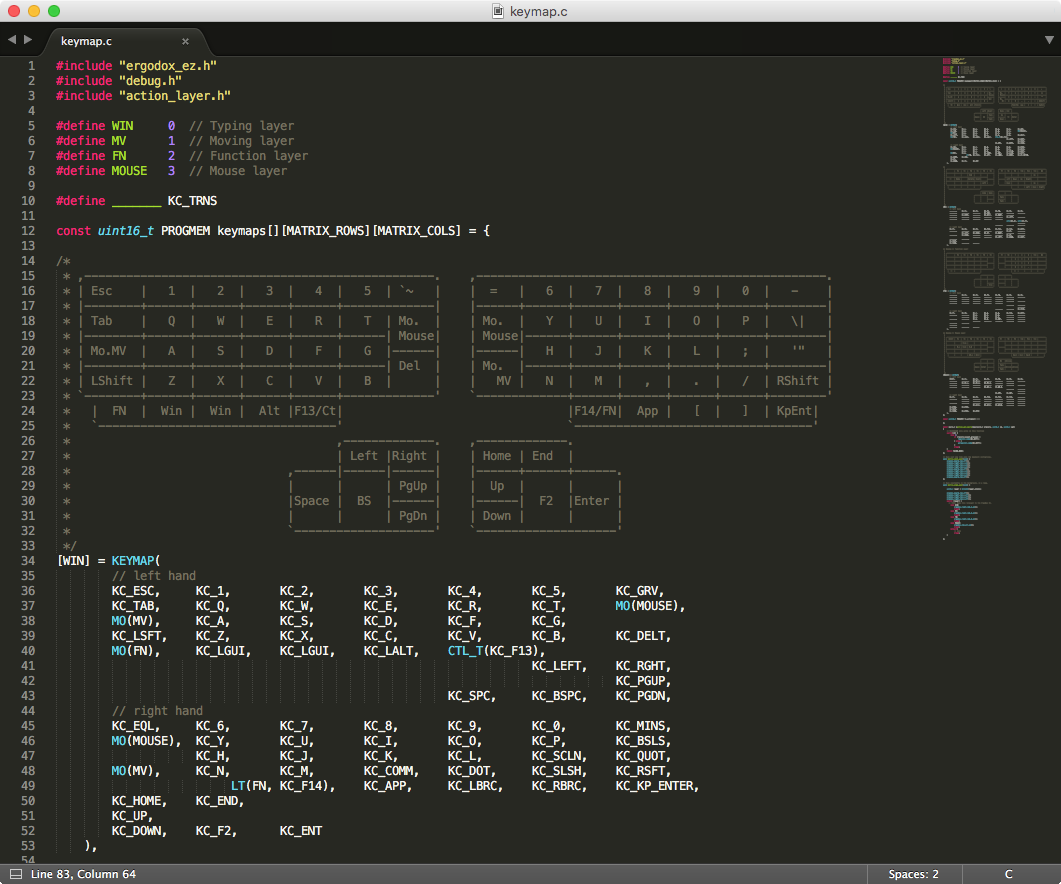 keymap.c
keymap.c ×
1 #include "ergodox_ez.h"
2 #include "debug.h"
3 #include "action_layer.h"
4
5 #define WIN     0  // Typing layer
6 #define MV      1  // Moving layer
7 #define FN      2  // Function layer
8 #define MOUSE   3  // Mouse layer
9
10 #define _______ KC_TRNS
11
12 const uint16_t PROGMEM keymaps[][MATRIX_ROWS][MATRIX_COLS] = {
13
14 /*
15  * ,--------------------------------------------------.    ,--------------------------------------------------.
16  * | Esc    |  1   |  2   |  3   |  4   |  5   | `~   |    |  =   |  6   |  7   |  8   |  9   |  0   |   -    |
17  * |--------+------+------+------+------+-------------|    |------+------+------+------+------+------+--------|
18  * | Tab    |  Q   |  W   |  E   |  R   |  T   | Mo.  |    | Mo.  |  Y   |  U   |  I   |  O   |  P   |   \|   |
19  * |--------+------+------+------+------+------| Mouse|    | Mouse|------+------+------+------+------+--------|
20  * | Mo.MV  |  A   |  S   |  D   |  F   |  G   |------|    |------|  H   |  J   |  K   |  L   |  ;   |   '"   |
21  * |--------+------+------+------+------+------| Del  |    | Mo.  |------+------+------+------+------+--------|
22  * | LShift |  Z   |  X   |  C   |  V   |  B   |      |    |   MV |  N   |  M   |  ,   |  .   |  /   | RShift |
23  * `--------+------+------+------+------+-------------'    `-------------+------+------+------+------+--------'
24  *   |  FN  | Win  | Win  | Alt  |F13/Ct|                                |F14/FN| App  |  [   |  ]   | KpEnt|
25  *   `----------------------------------'                                `----------------------------------'
26  *                                      ,-------------.    ,-------------.
27  *                                      | Left |Right |    | Home | End  |
28  *                               ,------|------|------|    |------+------+------.
29  *                               |      |      | PgUp |    |  Up  |      |      |
30  *                               |Space |  BS  |------|    |------|  F2  |Enter |
31  *                               |      |      | PgDn |    | Down |      |      |
32  *                               `--------------------'    `--------------------'
33  */
34 [WIN] = KEYMAP(
35         // left hand
36         KC_ESC,     KC_1,       KC_2,       KC_3,       KC_4,       KC_5,       KC_GRV,
37         KC_TAB,     KC_Q,       KC_W,       KC_E,       KC_R,       KC_T,       MO(MOUSE),
38         MO(MV),     KC_A,       KC_S,       KC_D,       KC_F,       KC_G,
39         KC_LSFT,    KC_Z,       KC_X,       KC_C,       KC_V,       KC_B,       KC_DELT,
40         MO(FN),     KC_LGUI,    KC_LGUI,    KC_LALT,    CTL_T(KC_F13),
41                                                                     KC_LEFT,    KC_RGHT,
42                                                                                 KC_PGUP,
43                                                         KC_SPC,     KC_BSPC,    KC_PGDN,
44         // right hand
45         KC_EQL,     KC_6,       KC_7,       KC_8,       KC_9,       KC_0,       KC_MINS,
46         MO(MOUSE),  KC_Y,       KC_U,       KC_I,       KC_O,       KC_P,       KC_BSLS,
47                     KC_H,       KC_J,       KC_K,       KC_L,       KC_SCLN,    KC_QUOT,
48         MO(MV),     KC_N,       KC_M,       KC_COMM,    KC_DOT,     KC_SLSH,    KC_RSFT,
49                          LT(FN, KC_F14),    KC_APP,     KC_LBRC,    KC_RBRC,    KC_KP_ENTER,
50         KC_HOME,    KC_END,
51         KC_UP,
52         KC_DOWN,    KC_F2,      KC_ENT
53     ),
54
Line 83, Column 64    Spaces: 2    C